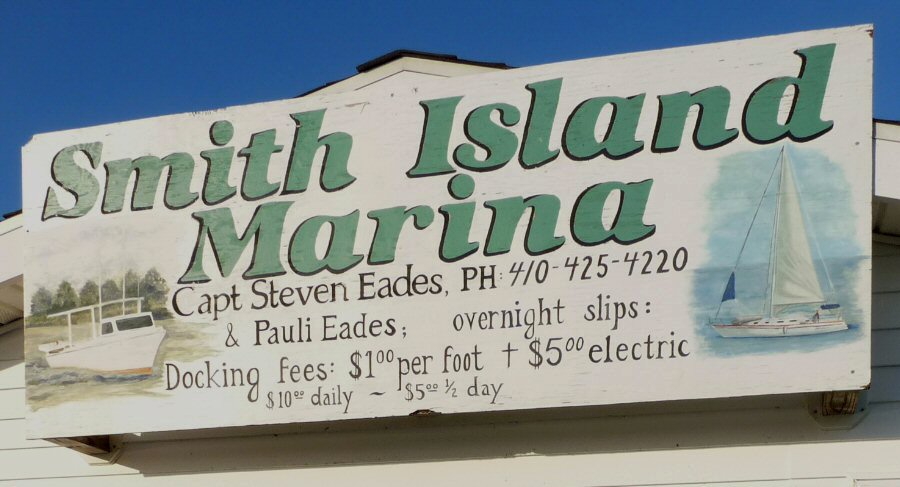 Smith Island
Marina
Capt Steven Eades, PH: 410-425-4220
& Pauli Eades; overnight slips:
Docking fees: $1.00 per foot + $5.00 electric
$10.00 daily ~ $5.00 1/2 day